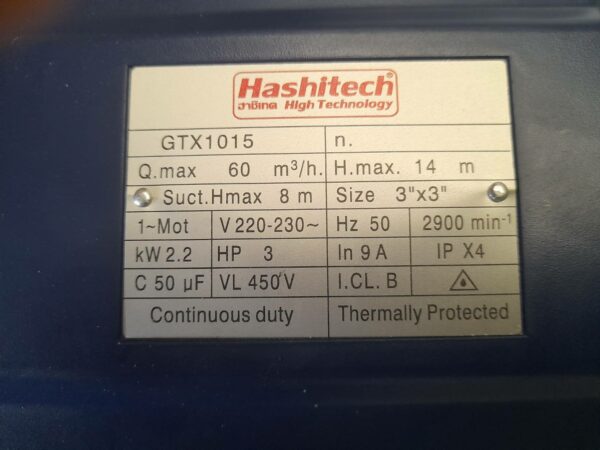 Hashitech®
ฮาชิเทค High Technology
GTX1015 n.
Q.max 60 m³/h. H.max. 14 m
Suct.Hmax 8 m Size 3"x3"
1~Mot V 220-230~ Hz 50 2900 min⁻¹
kW 2.2 HP 3 In 9 A IP X4
C 50 µF VL 450 V I.CL. B
Continuous duty Thermally Protected